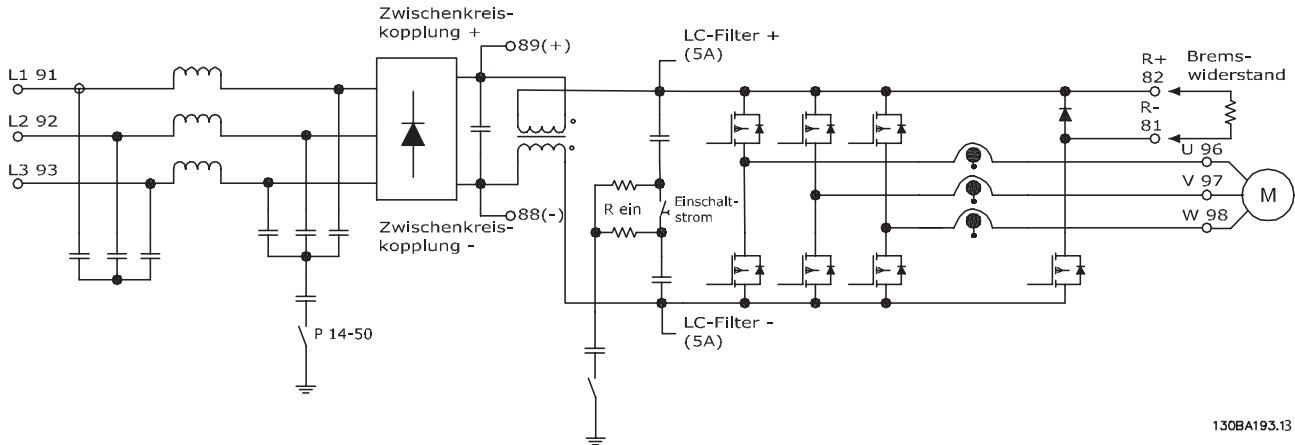 Zwischenkreis-
kopplung +
89(+)
LC-Filter +
(5A)
L1 91
L2 92
L3 93
R+
82
Brems-
widerstand
R-
81
U 96
V 97
W 98
M
R ein
Einschalt-
strom
88(-)
Zwischenkreis-
kopplung -
LC-Filter -
(5A)
P 14-50
130BA193.13